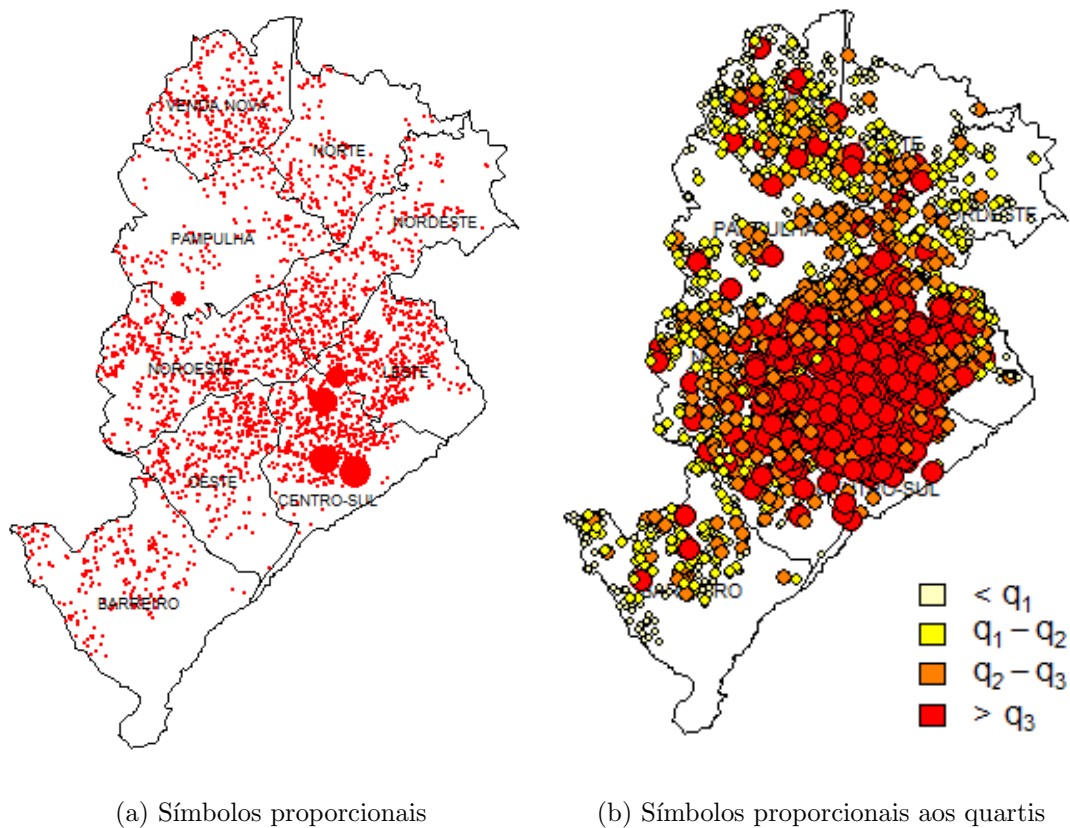 VENDA NOVA
NORTE
NORDESTE
PAMPULHA
NOROESTE
LESTE
OESTE
CENTRO-SUL
BARREIRO
PAMPULHA
< q1
q1 – q2
q2 – q3
> q3
(a) Símbolos proporcionais
(b) Símbolos proporcionais aos quartis